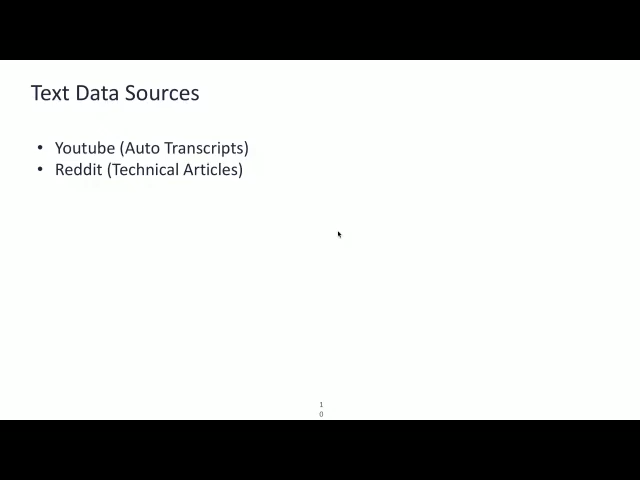 Text Data Sources
• Youtube (Auto Transcripts)
• Reddit (Technical Articles)
1
0